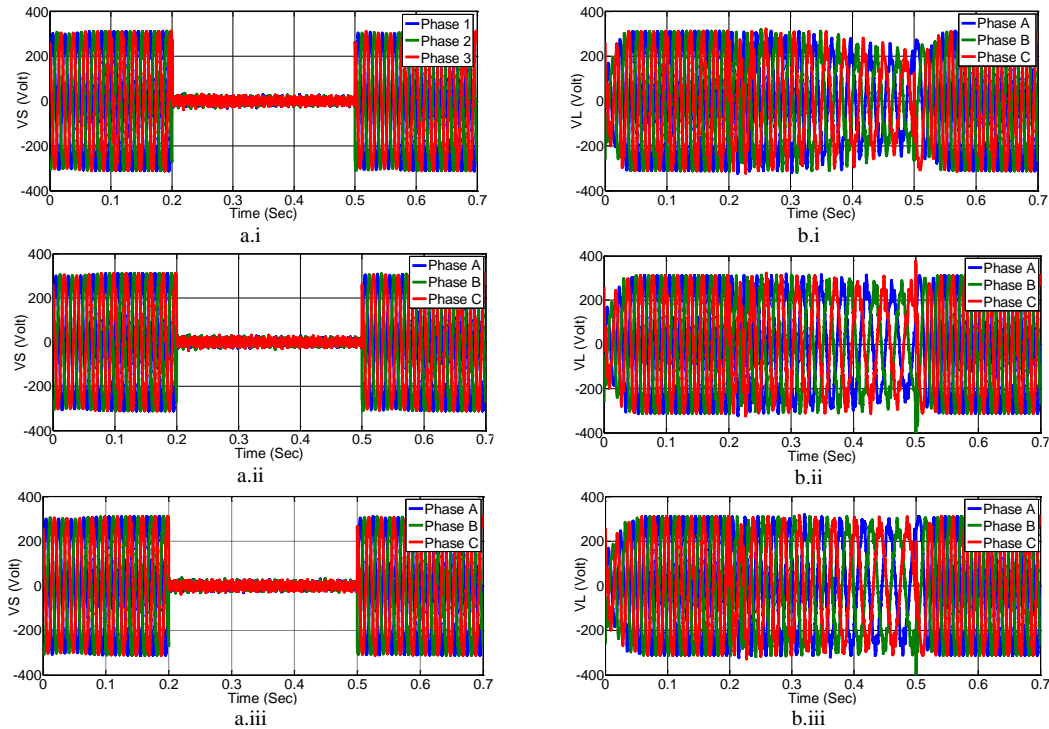 400
200
0
-200
-400
VS (Volt)
0 0.1 0.2 0.3 0.4 0.5 0.6 0.7
Time (Sec)
Phase 1
Phase 2
Phase 3
a.i
400
200
0
-200
-400
VL (Volt)
0 0.1 0.2 0.3 0.4 0.5 0.6 0.7
Time (Sec)
Phase A
Phase B
Phase C
b.i
400
200
0
-200
-400
VS (Volt)
0 0.1 0.2 0.3 0.4 0.5 0.6 0.7
Time (Sec)
Phase A
Phase B
Phase C
a.ii
400
200
0
-200
-400
VL (Volt)
0 0.1 0.2 0.3 0.4 0.5 0.6 0.7
Time (Sec)
Phase A
Phase B
Phase C
b.ii
400
200
0
-200
-400
VS (Volt)
0 0.1 0.2 0.3 0.4 0.5 0.6 0.7
Time (Sec)
Phase A
Phase B
Phase C
a.iii
400
200
0
-200
-400
VL (Volt)
0 0.1 0.2 0.3 0.4 0.5 0.6 0.7
Time (Sec)
Phase A
Phase B
Phase C
b.iii